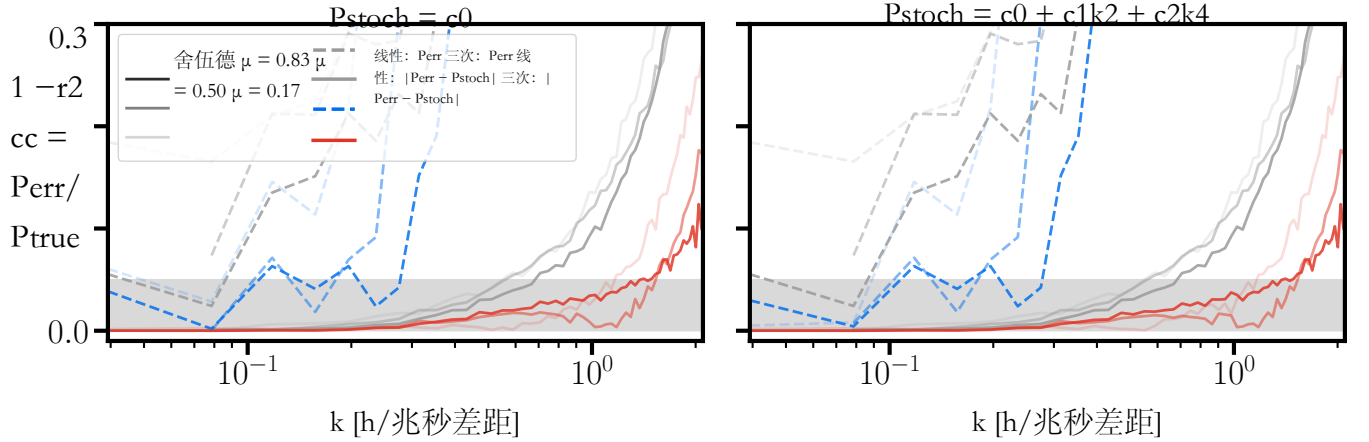 Pstoch = c0
Pstoch = c0 + c1k2 + c2k4
0.3
1 −r2
cc =
Perr/
Ptrue
0.0
舍伍德 μ = 0.83 μ
= 0.50 μ = 0.17
线性：Perr 三次：Perr 线
性：|Perr − Pstoch| 三次：|
Perr − Pstoch|
10−1
100
10−1
100
k [h/兆秒差距]
k [h/兆秒差距]